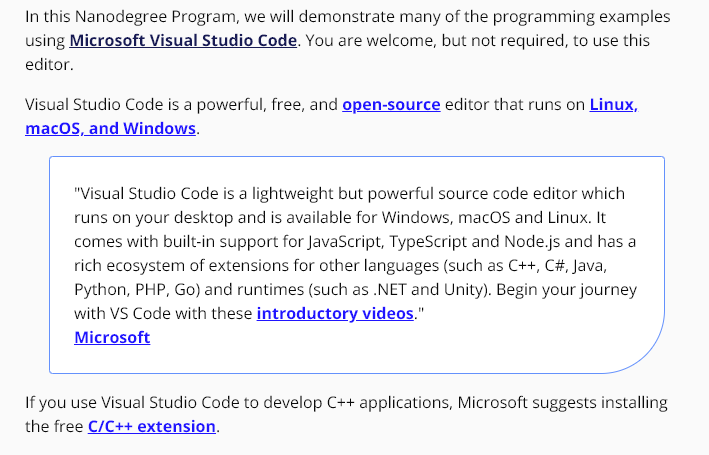 In this Nanodegree Program, we will demonstrate many of the programming examples
using Microsoft Visual Studio Code. You are welcome, but not required, to use this
editor.
Visual Studio Code is a powerful, free, and open-source editor that runs on Linux,
macOS, and Windows.
"Visual Studio Code is a lightweight but powerful source code editor which
runs on your desktop and is available for Windows, macOS and Linux. It
comes with built-in support for JavaScript, TypeScript and Node.js and has a
rich ecosystem of extensions for other languages (such as C++, C#, Java,
Python, PHP, Go) and runtimes (such as .NET and Unity). Begin your journey
with VS Code with these introductory videos."
Microsoft
If you use Visual Studio Code to develop C++ applications, Microsoft suggests installing
the free C/C++ extension.